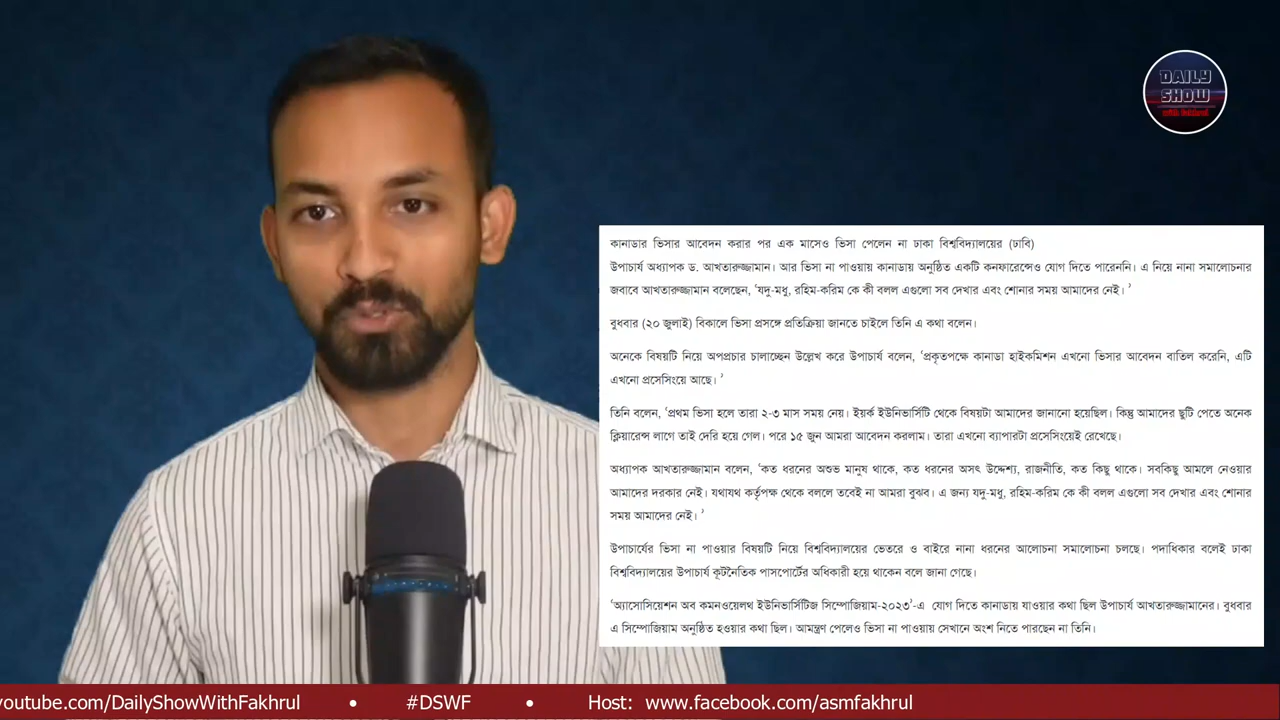 DAILY
SHOW
with Fakhrul
কানাডার ভিসার আবেদন করার পর এক মাসেও ভিসা পেলেন না ঢাকা বিশ্ববিদ্যালয়ের (ঢাবি)
উপাচার্য অধ্যাপক ড. আখতারুজ্জামান। আর ভিসা না পাওয়ায় কানাডায় অনুষ্ঠিত একটি কনফারেন্সেও যোগ দিতে পারেননি। এ নিয়ে নানা সমালোচনার
জবাবে আখতারুজ্জামান বলেছেন, ‘যদু-মধু, রহিম-করিম কে কী বলল এগুলো সব দেখার এবং শোনার সময় আমাদের নেই। ’
বুধবার (২০ জুলাই) বিকালে ভিসা প্রসঙ্গে প্রতিক্রিয়া জানতে চাইলে তিনি এ কথা বলেন।
অনেকে বিষয়টি নিয়ে অপপ্রচার চালাচ্ছেন উল্লেখ করে উপাচার্য বলেন, ‘প্রকৃতপক্ষে কানাডা হাইকমিশন এখনো ভিসার আবেদন বাতিল করেনি, এটি
এখনো প্রসেসিংয়ে আছে। ’
তিনি বলেন, ‘প্রথম ভিসা হলে তারা ২-৩ মাস সময় নেয়। ইয়র্ক ইউনিভার্সিটি থেকে বিষয়টা আমাদের জানানো হয়েছিল। কিন্তু আমাদের ছুটি পেতে অনেক
ক্লিয়ারেন্স লাগে তাই দেরি হয়ে গেল। পরে ১৫ জুন আমরা আবেদন করলাম। তারা এখনো ব্যাপারটা প্রসেসিংয়েই রেখেছে।
অধ্যাপক আখতারুজ্জামান বলেন, ‘কত ধরনের অশুভ মানুষ থাকে, কত ধরনের অসৎ উদ্দেশ্য, রাজনীতি, কত কিছু থাকে। সবকিছু আমলে নেওয়ার
আমাদের দরকার নেই। যথাযথ কর্তৃপক্ষ থেকে বললে তবেই না আমরা বুঝব। এ জন্য যদু-মধু, রহিম-করিম কে কী বলল এগুলো সব দেখার এবং শোনার
সময় আমাদের নেই। ’
উপাচার্যের ভিসা না পাওয়ার বিষয়টি নিয়ে বিশ্ববিদ্যালয়ের ভেতরে ও বাইরে নানা ধরনের আলোচনা সমালোচনা চলছে। পদাধিকার বলেই ঢাকা
বিশ্ববিদ্যালয়ের উপাচার্য কূটনৈতিক পাসপোর্টের অধিকারী হয়ে থাকেন বলে জানা গেছে।
‘অ্যাসোসিয়েশন অব কমনওয়েলথ ইউনিভার্সিটিজ সিম্পোজিয়াম-২০২৩’-এ যোগ দিতে কানাডায় যাওয়ার কথা ছিল উপাচার্য আখতারুজ্জামানের। বুধবার
এ সিম্পোজিয়াম অনুষ্ঠিত হওয়ার কথা ছিল। আমন্ত্রণ পেলেও ভিসা না পাওয়ায় সেখানে অংশ নিতে পারছেন না তিনি।
youtube.com/DailyShowWithFakhrul • #DSWF • Host: www.facebook.com/asmfakhrul